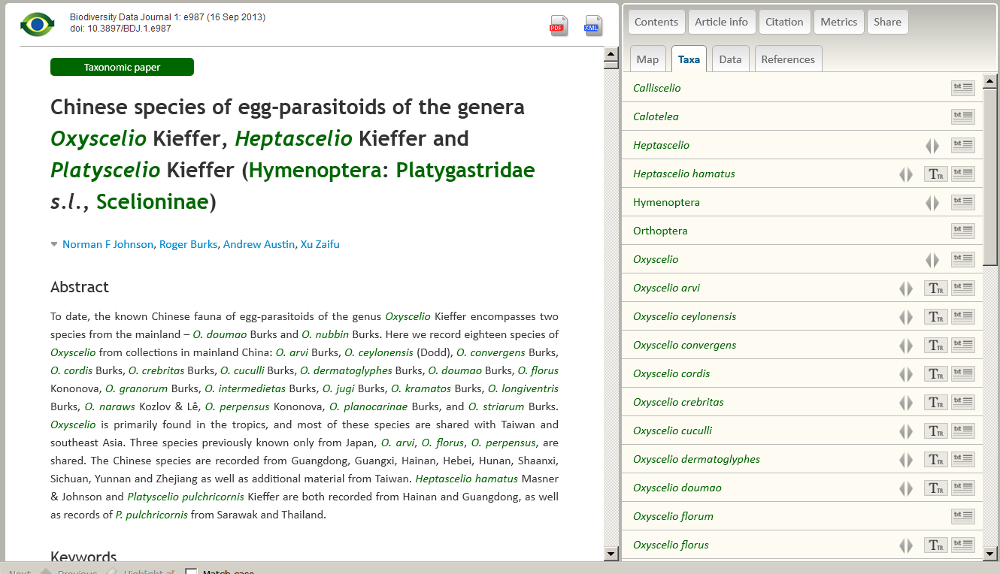 Biodiversity Data Journal 1: e987 (16 Sep 2013)
doi: 10.3897/BDJ.1.e987
PDF
XML
Taxonomic paper
Chinese species of egg-parasitoids of the genera
Oxyscelio Kieffer, Heptascelio Kieffer and
Platyscelio Kieffer (Hymenoptera: Platygastridae
s.l., Scelioninae)
Norman F Johnson, Roger Burks, Andrew Austin, Xu Zaifu
Abstract
To date, the known Chinese fauna of egg-parasitoids of the genus Oxyscelio Kieffer encompasses two
species from the mainland – O. doumao Burks and O. nubbin Burks. Here we record eighteen species of
Oxyscelio from collections in mainland China: O. arvi Burks, O. ceylonensis (Dodd), O. convergens Burks,
O. cordis Burks, O. crebritas Burks, O. cuculli Burks, O. dermatoglyphes Burks, O. doumao Burks, O. florus
Kononova, O. granorum Burks, O. intermedietas Burks, O. jugi Burks, O. kramatos Burks, O. longiventris
Burks, O. naraws Kozlov & Lê, O. perpensus Kononova, O. planocarinae Burks, and O. striarum Burks.
Oxyscelio is primarily found in the tropics, and most of these species are shared with Taiwan and
southeast Asia. Three species previously known only from Japan, O. arvi, O. florus, O. perpensus, are
shared. The Chinese species are recorded from Guangdong, Guangxi, Hainan, Hebei, Hunan, Shaanxi,
Sichuan, Yunnan and Zhejiang as well as additional material from Taiwan. Heptascelio hamatus Masner
& Johnson and Platyscelio pulchricornis Kieffer are both recorded from Hainan and Guangdong, as well
as records of P. pulchricornis from Sarawak and Thailand.
Keywords
Next Previous Highlight all Match case
Contents Article info Citation Metrics Share
Map Taxa Data References
Calliscelio txt
Calotelea txt
Heptascelio txt
Heptascelio hamatus TTR txt
Hymenoptera txt
Orthoptera txt
Oxyscelio txt
Oxyscelio arvi TTR txt
Oxyscelio ceylonensis TTR txt
Oxyscelio convergens TTR txt
Oxyscelio cordis TTR txt
Oxyscelio crebritas TTR txt
Oxyscelio cuculli TTR txt
Oxyscelio dermatoglyphes TTR txt
Oxyscelio doumao TTR txt
Oxyscelio florum txt
Oxyscelio florus TTR txt